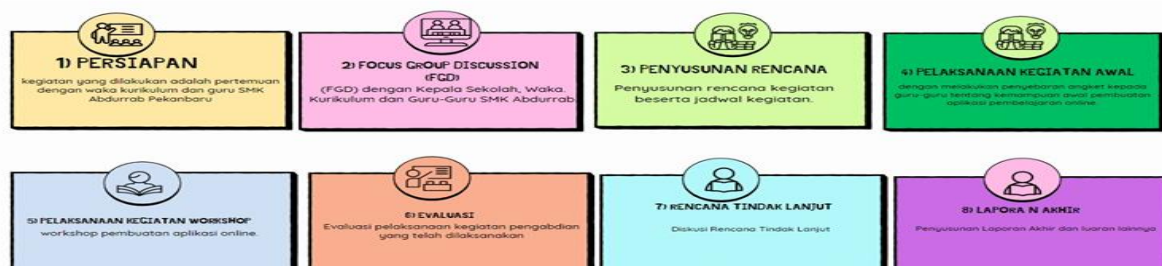 1) PERSIAPAN
kegiatan yang dilakukan adalah pertemuan
dengan waka kurikulum dan guru SMK
Abdurrab Pekanbaru
2) FOCUS GROUP DISCUSSION
(FGD)
(FGD) dengan Kepala Sekolah, Waka.
Kurikulum dan Guru-Guru SMK Abdurrab
3) PENYUSUNAN RENCANA
Penyusunan rencana kegiatan
beserta jadwal kegiatan.
4) PELAKSANAAN KEGIATAN AWAL
dengan melakukan penyebaran angket kepada
guru-guru tentang kemampuan awal pembuatan
aplikasi pembelajaran online.
5) PELAKSANAAN KEGIATAN WORKSHOP
workshop pembuatan aplikasi online.
6) EVALUASI
Evaluasi pelaksanaan kegiatan pengabdian
yang telah dilaksanakan
7) RENCANA TINDAK LANJUT
Diskusi Rencana Tindak Lanjut
8) LAPORA N AKHIR
Penyusunan Laporan Akhir dan luaran lainnya